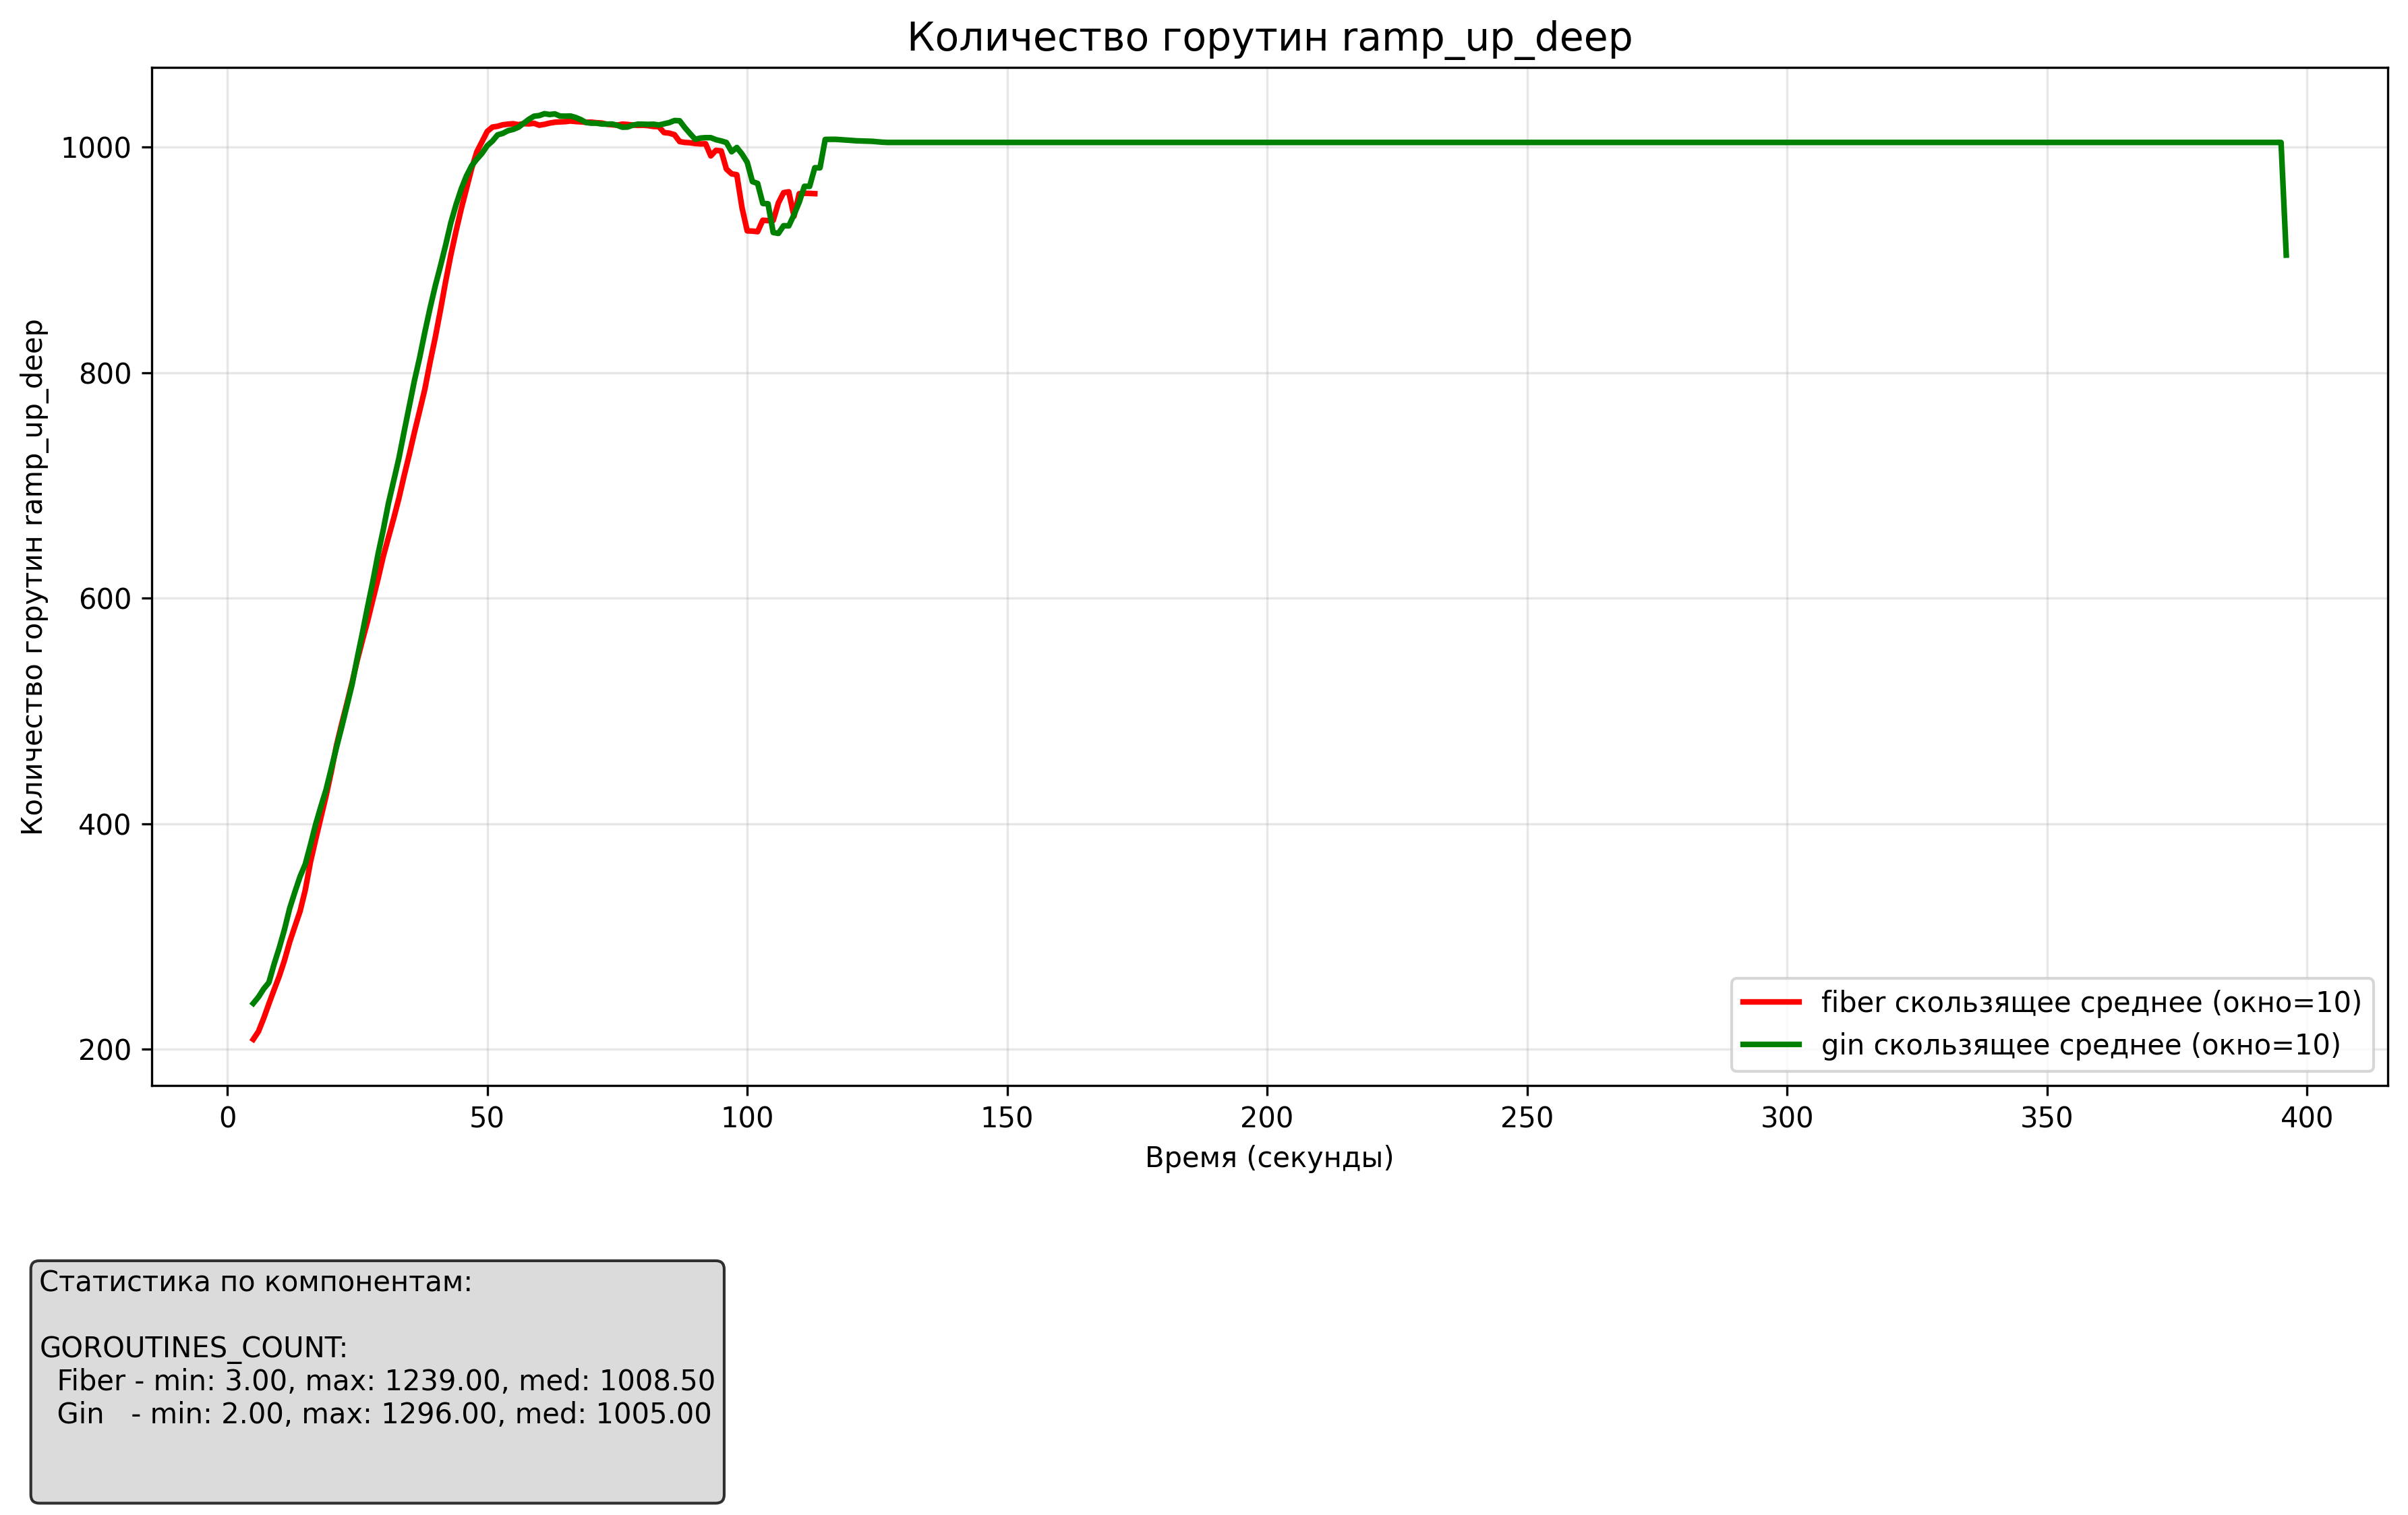 Количество горутин ramp_up_deep
Количество горутин ramp_up_deep
1000
800
600
400
200
0
50
100
150
200
250
300
350
400
Время (секунды)
fiber скользящее среднее (окно=10)
gin скользящее среднее (окно=10)
Статистика по компонентам:
GOROUTINES_COUNT:
Fiber - min: 3.00, max: 1239.00, med: 1008.50
Gin   - min: 2.00, max: 1296.00, med: 1005.00